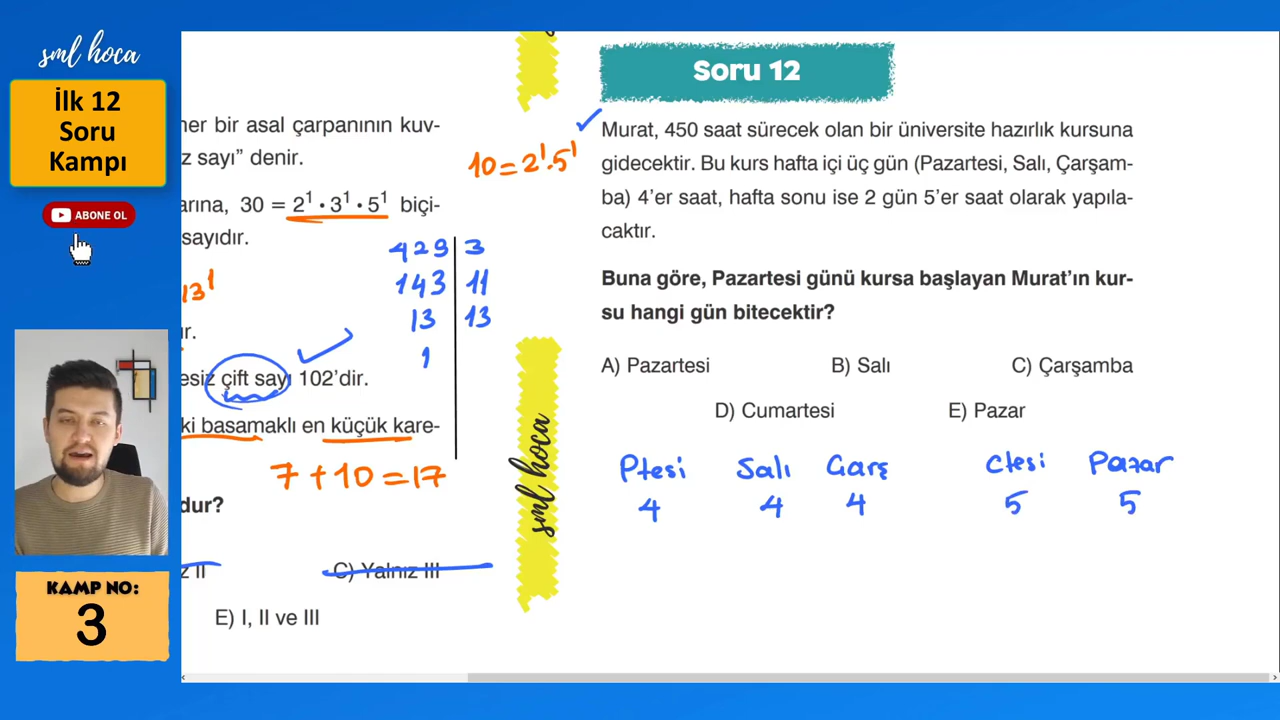 sml hoca
İlk 12
Soru
Kampı
ABONE OL
KAMP NO:
3
her bir asal çarpanının kuv-
z sayı” denir.
arına, 30 = 2¹ · 3¹ · 5¹ biçi-
sayıdır.
13¹
ır.
esiz çift sayı 102’dir.
ki basamaklı en küçük kare-
7 + 10 = 17
dur?
z II
C) Yalnız III
E) I, II ve III
10 = 2¹.5¹
429 3
143 11
13 13
1
sml hoca
Soru 12
Murat, 450 saat sürecek olan bir üniversite hazırlık kursuna
gidecektir. Bu kurs hafta içi üç gün (Pazartesi, Salı, Çarşam-
ba) 4’er saat, hafta sonu ise 2 gün 5’er saat olarak yapıla-
caktır.
Buna göre, Pazartesi günü kursa başlayan Murat’ın kur-
su hangi gün bitecektir?
A) Pazartesi B) Salı C) Çarşamba
D) Cumartesi E) Pazar
Ptesi Salı Çarş Ctesi Pazar
4 4 4 5 5